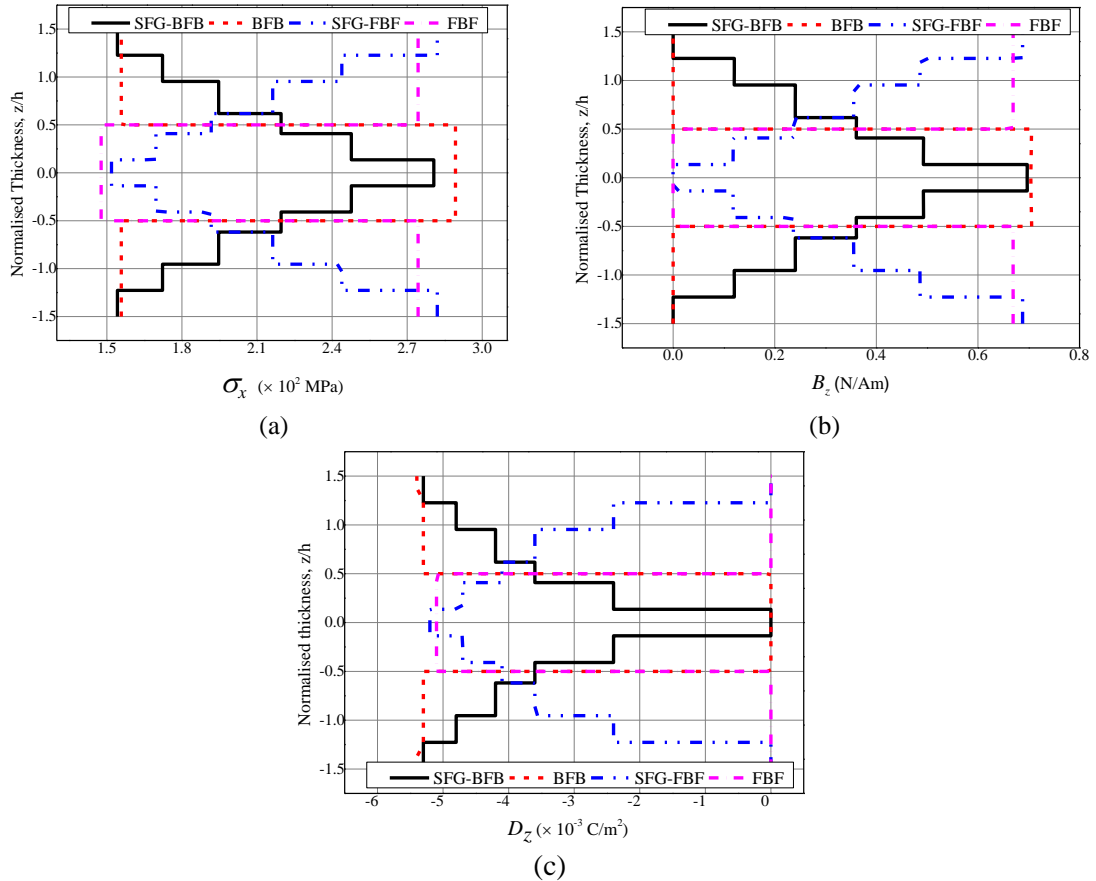 SFG-BFB BFB SFG-FBF FBF
Normalised Thickness, z/h
1.5
1.0
0.5
0.0
-0.5
-1.0
-1.5
1.5 1.8 2.1 2.4 2.7 3.0
σx (× 10² MPa)
(a)
SFG-BFB BFB SFG-FBF FBF
Normalised Thickness, z/h
1.5
1.0
0.5
0.0
-0.5
-1.0
-1.5
0.0 0.2 0.4 0.6 0.8
Bz (N/Am)
(b)
Normalised thickness, z/h
1.5
1.0
0.5
0.0
-0.5
-1.0
-1.5
SFG-BFB BFB SFG-FBF FBF
-6 -5 -4 -3 -2 -1 0
DZ (× 10⁻³ C/m²)
(c)